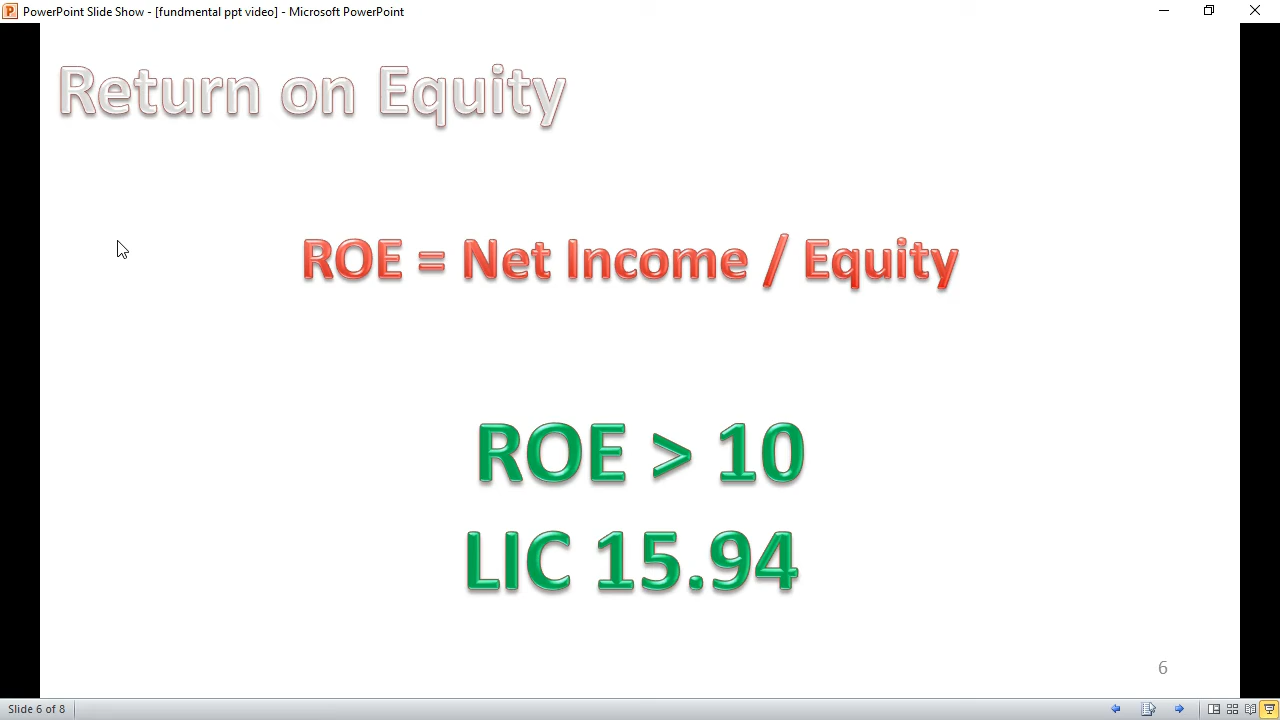 PowerPoint Slide Show - [fundmental ppt video] - Microsoft PowerPoint
Return on Equity
ROE = Net Income / Equity
ROE > 10
LIC 15.94
6
Slide 6 of 8